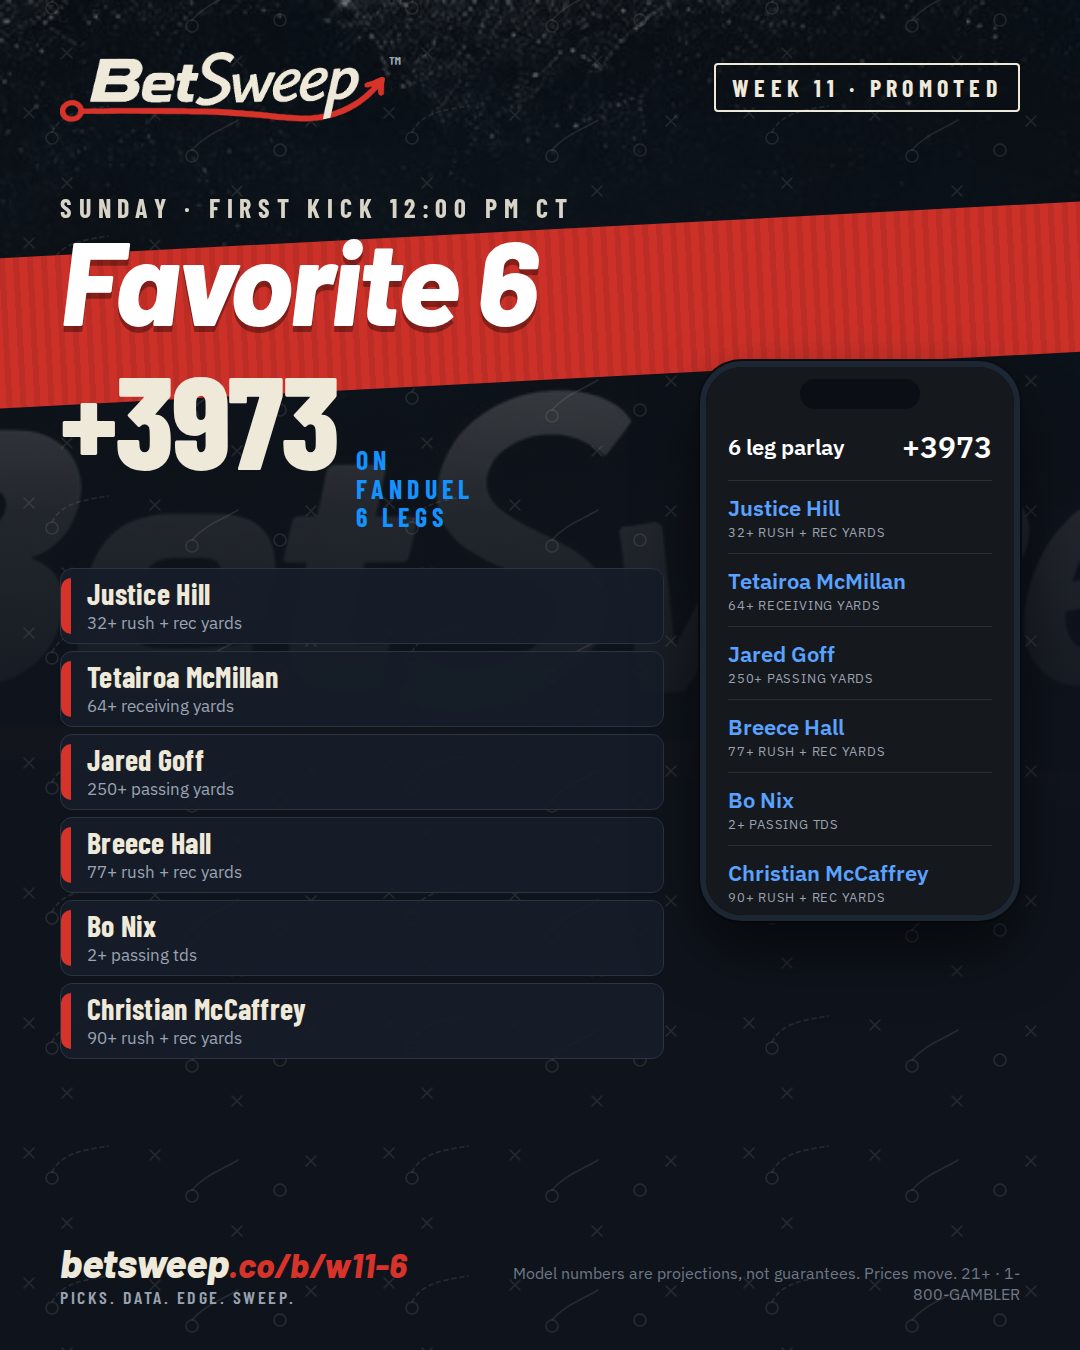 BetSweep™
WEEK 11 · PROMOTED
SUNDAY · FIRST KICK 12:00 PM CT
Favorite 6
+3973
ON
FANDUEL
6 LEGS
Justice Hill
32+ rush + rec yards
Tetairoa McMillan
64+ receiving yards
Jared Goff
250+ passing yards
Breece Hall
77+ rush + rec yards
Bo Nix
2+ passing tds
Christian McCaffrey
90+ rush + rec yards
6 leg parlay +3973
Justice Hill
32+ RUSH + REC YARDS
Tetairoa McMillan
64+ RECEIVING YARDS
Jared Goff
250+ PASSING YARDS
Breece Hall
77+ RUSH + REC YARDS
Bo Nix
2+ PASSING TDS
Christian McCaffrey
90+ RUSH + REC YARDS
betsweep.co/b/w11-6
PICKS. DATA. EDGE. SWEEP.
Model numbers are projections, not guarantees. Prices move. 21+ · 1-
800-GAMBLER